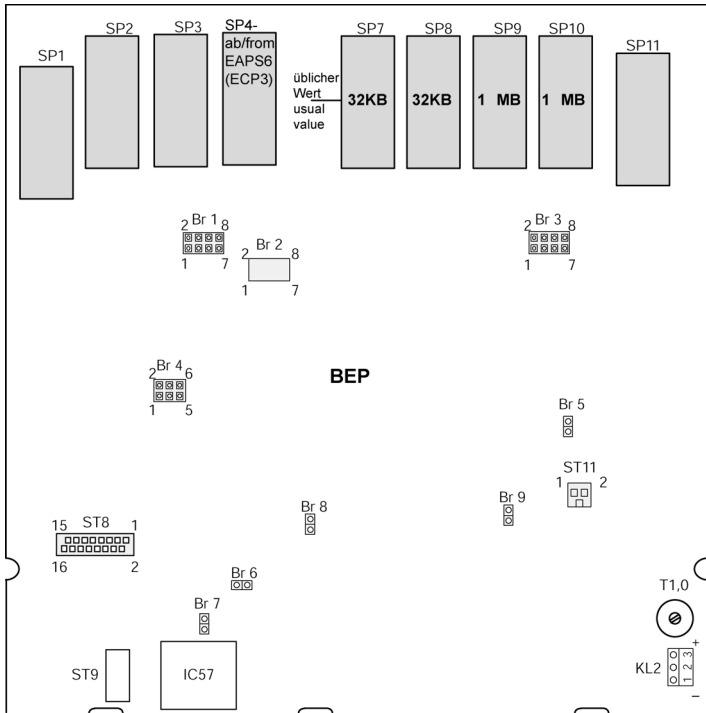 SP1
SP2
SP3
SP4-
ab/from
EAPS6
(ECP3)
üblicher
Wert
usual
value
SP7
32KB
SP8
32KB
SP9
1 MB
SP10
1 MB
SP11
Br 1
2 8
1 7
Br 2
2 8
1 7
Br 3
2 8
1 7
Br 4
2 6
1 5
BEP
Br 5
ST11
1 2
Br 8
Br 9
15 ST8 1
16 2
Br 6
Br 7
T1,0
ST9
IC57
KL2
+
1 2 3
–